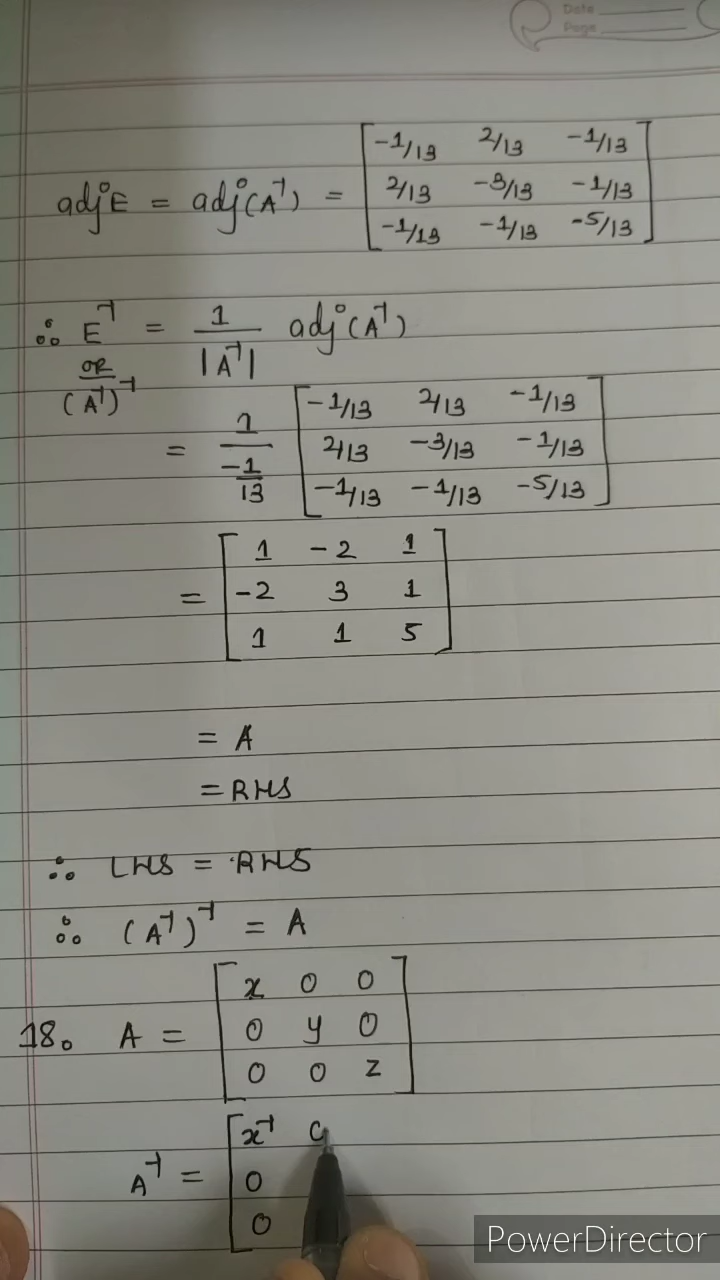 Date
Page
adj E = adj(A⁻¹) = [ -1/13 2/13 -1/13
2/13 -3/13 -1/13
-1/13 -1/13 -5/13 ]
∴ E⁻¹ = 1/|A⁻¹| adj(A⁻¹)
OR
(A⁻¹)⁻¹
= 1/(-1/13) [ -1/13 2/13 -1/13
2/13 -3/13 -1/13
-1/13 -1/13 -5/13 ]
= [ 1 -2 1
-2 3 1
1 1 5 ]
= A
= RHS
∴ LHS = RHS
∴ (A⁻¹)⁻¹ = A
18. A = [ x 0 0
0 y 0
0 0 z ]
A⁻¹ = [ x⁻¹
0
0
PowerDirector